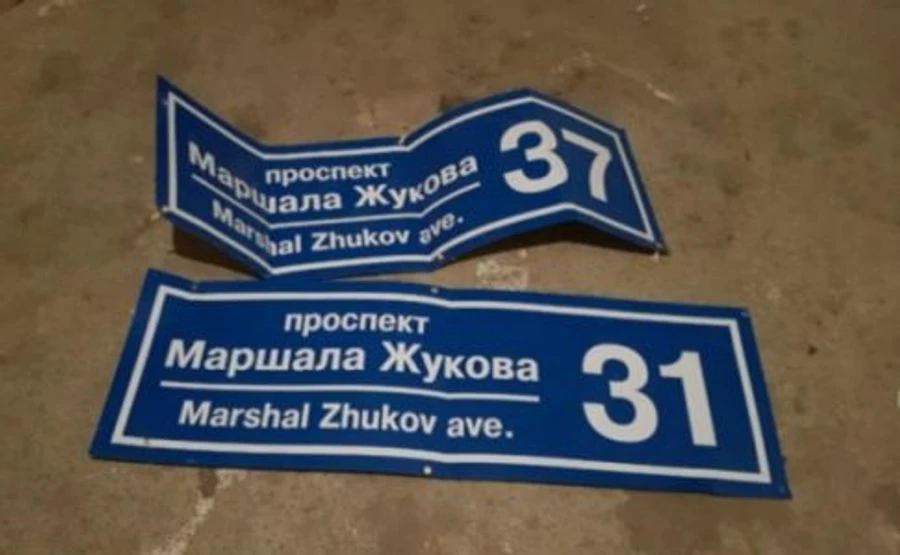 проспект
Маршала Жукова
Marshal Zhukov ave.
37
проспект
Маршала Жукова
Marshal Zhukov ave.
31